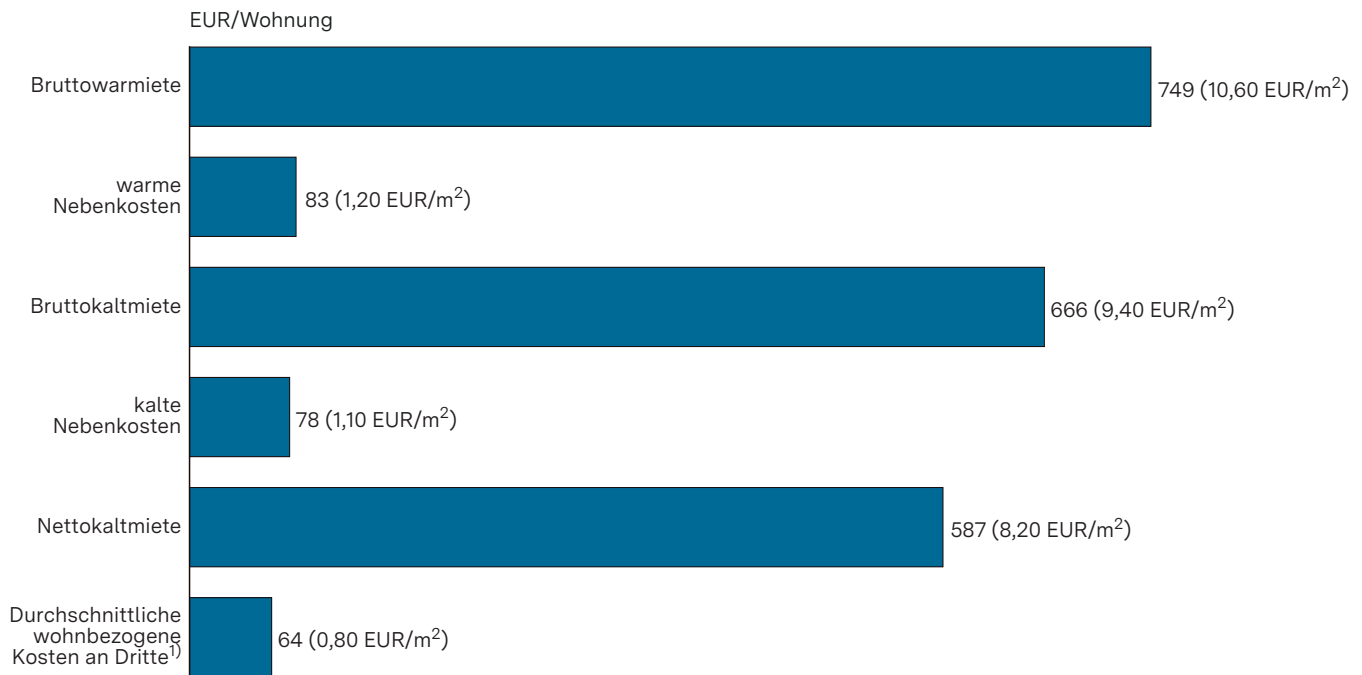 EUR/Wohnung
Bruttowarmiete
749 (10,60 EUR/m²)
warme
Nebenkosten
83 (1,20 EUR/m²)
Bruttokaltmiete
666 (9,40 EUR/m²)
kalte
Nebenkosten
78 (1,10 EUR/m²)
Nettokaltmiete
587 (8,20 EUR/m²)
Durchschnittliche
wohnbezogene
Kosten an Dritte¹⁾
64 (0,80 EUR/m²)